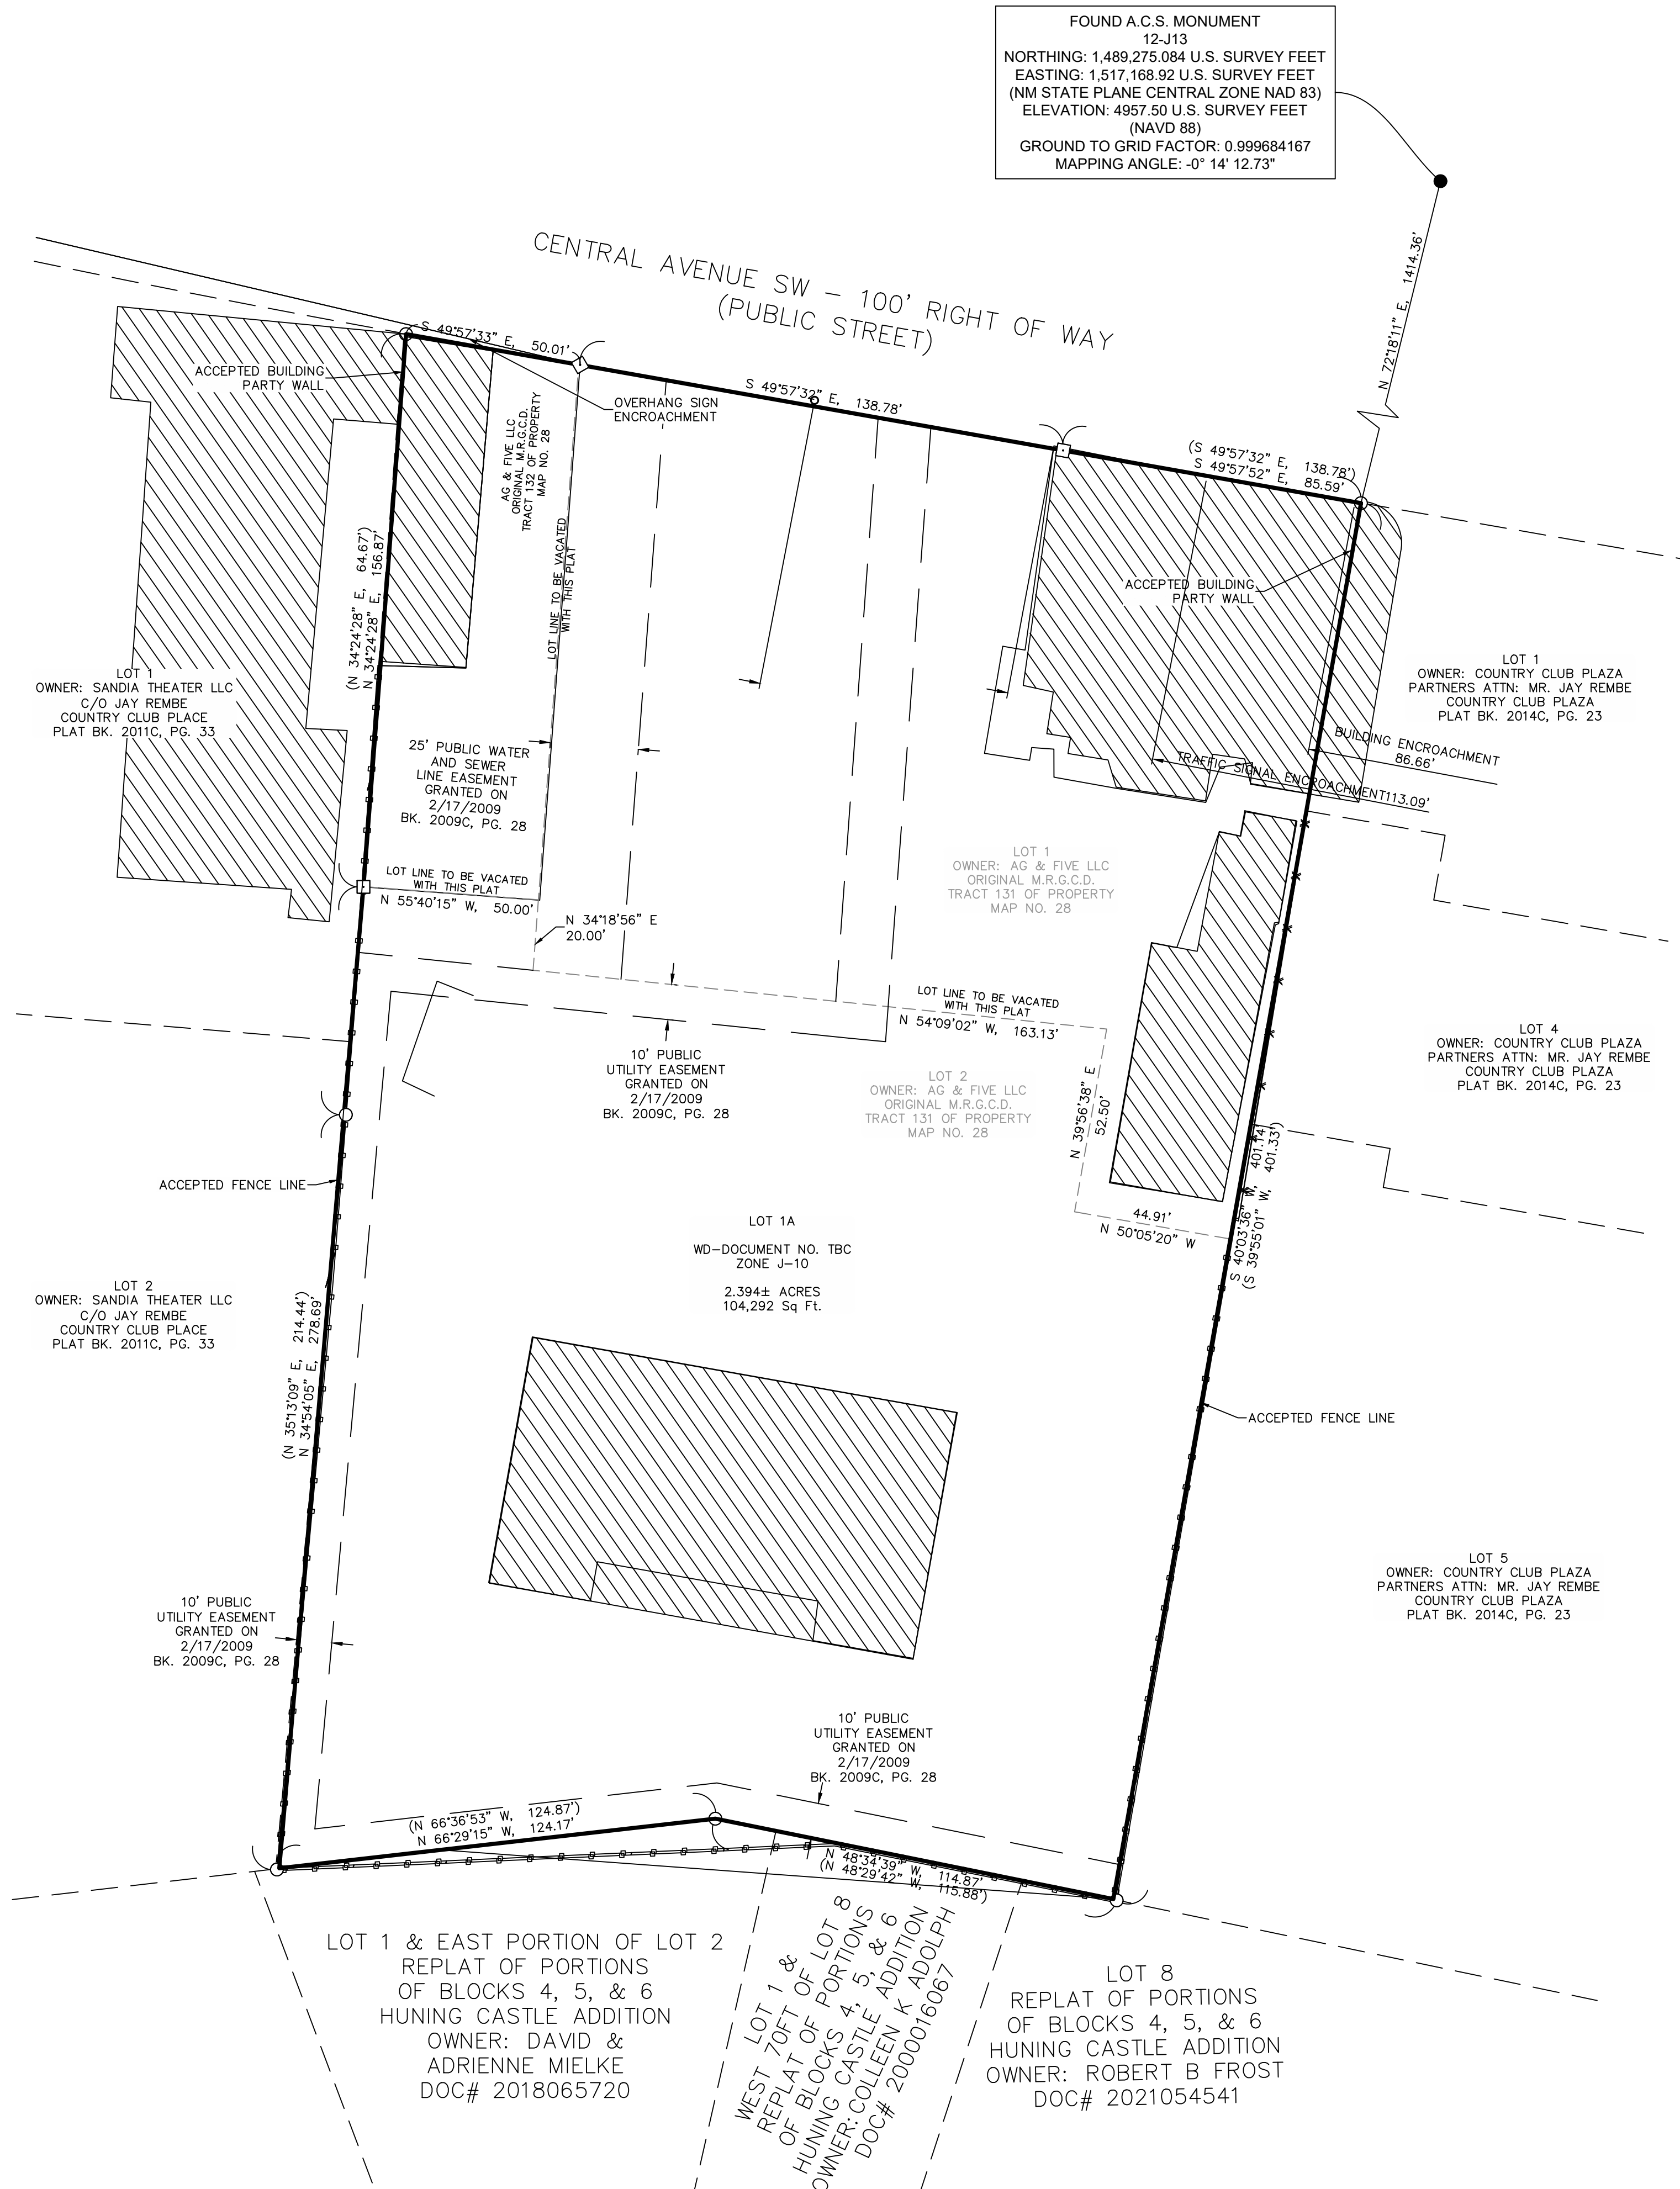 FOUND A.C.S. MONUMENT
12-J13
NORTHING: 1,489,275.084 U.S. SURVEY FEET
EASTING: 1,517,168.92 U.S. SURVEY FEET
(NM STATE PLANE CENTRAL ZONE NAD 83)
ELEVATION: 4957.50 U.S. SURVEY FEET
(NAVD 88)
GROUND TO GRID FACTOR: 0.999684167
MAPPING ANGLE: -0° 14' 12.73"
N 72°18'11" E, 1414.36'
CENTRAL AVENUE SW - 100' RIGHT OF WAY
(PUBLIC STREET)
S 49°57'33" E, 50.01'
ACCEPTED BUILDING
PARTY WALL
OVERHANG SIGN
ENCROACHMENT
S 49°57'32" E, 138.78'
(S 49°57'32" E, 138.78')
S 49°57'52" E, 85.59'
AG & FIVE LLC
ORIGINAL M.R.G.C.D.
TRACT 132 OF PROPERTY
MAP NO. 28
LOT LINE TO BE VACATED
WITH THIS PLAT
(N 34°24'28" E, 64.67')
N 34°24'28" E, 156.87'
ACCEPTED BUILDING
PARTY WALL
LOT 1
OWNER: SANDIA THEATER LLC
C/O JAY REMBE
COUNTRY CLUB PLACE
PLAT BK. 2011C, PG. 33
LOT 1
OWNER: COUNTRY CLUB PLAZA
PARTNERS ATTN: MR. JAY REMBE
COUNTRY CLUB PLAZA
PLAT BK. 2014C, PG. 23
BUILDING ENCROACHMENT
86.66'
TRAFFIC SIGNAL ENCROACHMENT113.09'
25' PUBLIC WATER
AND SEWER
LINE EASEMENT
GRANTED ON
2/17/2009
BK. 2009C, PG. 28
LOT LINE TO BE VACATED
WITH THIS PLAT
N 55°40'15" W, 50.00'
N 34°18'56" E
20.00'
LOT 1
OWNER: AG & FIVE LLC
ORIGINAL M.R.G.C.D.
TRACT 131 OF PROPERTY
MAP NO. 28
LOT LINE TO BE VACATED
WITH THIS PLAT
N 54°09'02" W, 163.13'
10' PUBLIC
UTILITY EASEMENT
GRANTED ON
2/17/2009
BK. 2009C, PG. 28
LOT 2
OWNER: AG & FIVE LLC
ORIGINAL M.R.G.C.D.
TRACT 131 OF PROPERTY
MAP NO. 28
N 39°56'38" E
52.50'
LOT 4
OWNER: COUNTRY CLUB PLAZA
PARTNERS ATTN: MR. JAY REMBE
COUNTRY CLUB PLAZA
PLAT BK. 2014C, PG. 23
44.91'
N 50°05'20" W
S 40°03'36" W, 401.14'
(S 39°55'01" W, 401.33')
ACCEPTED FENCE LINE
LOT 1A
WD-DOCUMENT NO. TBC
ZONE J-10
2.394± ACRES
104,292 Sq Ft.
LOT 2
OWNER: SANDIA THEATER LLC
C/O JAY REMBE
COUNTRY CLUB PLACE
PLAT BK. 2011C, PG. 33
(N 35°13'09" E, 214.44')
N 34°54'05" E, 278.69'
ACCEPTED FENCE LINE
LOT 5
OWNER: COUNTRY CLUB PLAZA
PARTNERS ATTN: MR. JAY REMBE
COUNTRY CLUB PLAZA
PLAT BK. 2014C, PG. 23
10' PUBLIC
UTILITY EASEMENT
GRANTED ON
2/17/2009
BK. 2009C, PG. 28
10' PUBLIC
UTILITY EASEMENT
GRANTED ON
2/17/2009
BK. 2009C, PG. 28
(N 66°36'53" W, 124.87')
N 66°29'15" W, 124.17'
N 48°34'39" W, 114.87'
(N 48°29'42" W, 115.88')
LOT 1 & EAST PORTION OF LOT 2
REPLAT OF PORTIONS
OF BLOCKS 4, 5, & 6
HUNING CASTLE ADDITION
OWNER: DAVID &
ADRIENNE MIELKE
DOC# 2018065720
LOT 1 &
WEST 70FT OF LOT 8
REPLAT OF PORTIONS
OF BLOCKS 4, 5, & 6
HUNING CASTLE ADDITION
OWNER: COLLEEN K ADOLPH
DOC# 2000016067
LOT 8
REPLAT OF PORTIONS
OF BLOCKS 4, 5, & 6
HUNING CASTLE ADDITION
OWNER: ROBERT B FROST
DOC# 2021054541